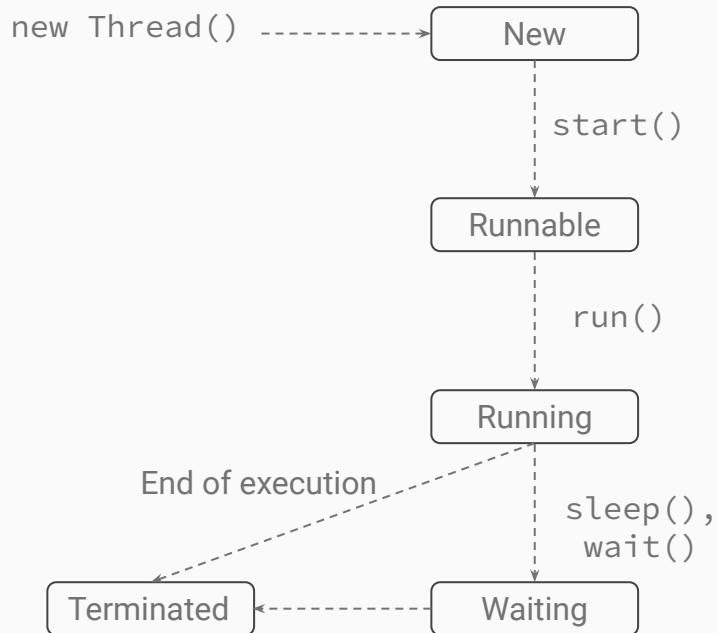 new Thread()
New
start()
Runnable
run()
Running
End of execution
sleep(),
wait()
Terminated
Waiting